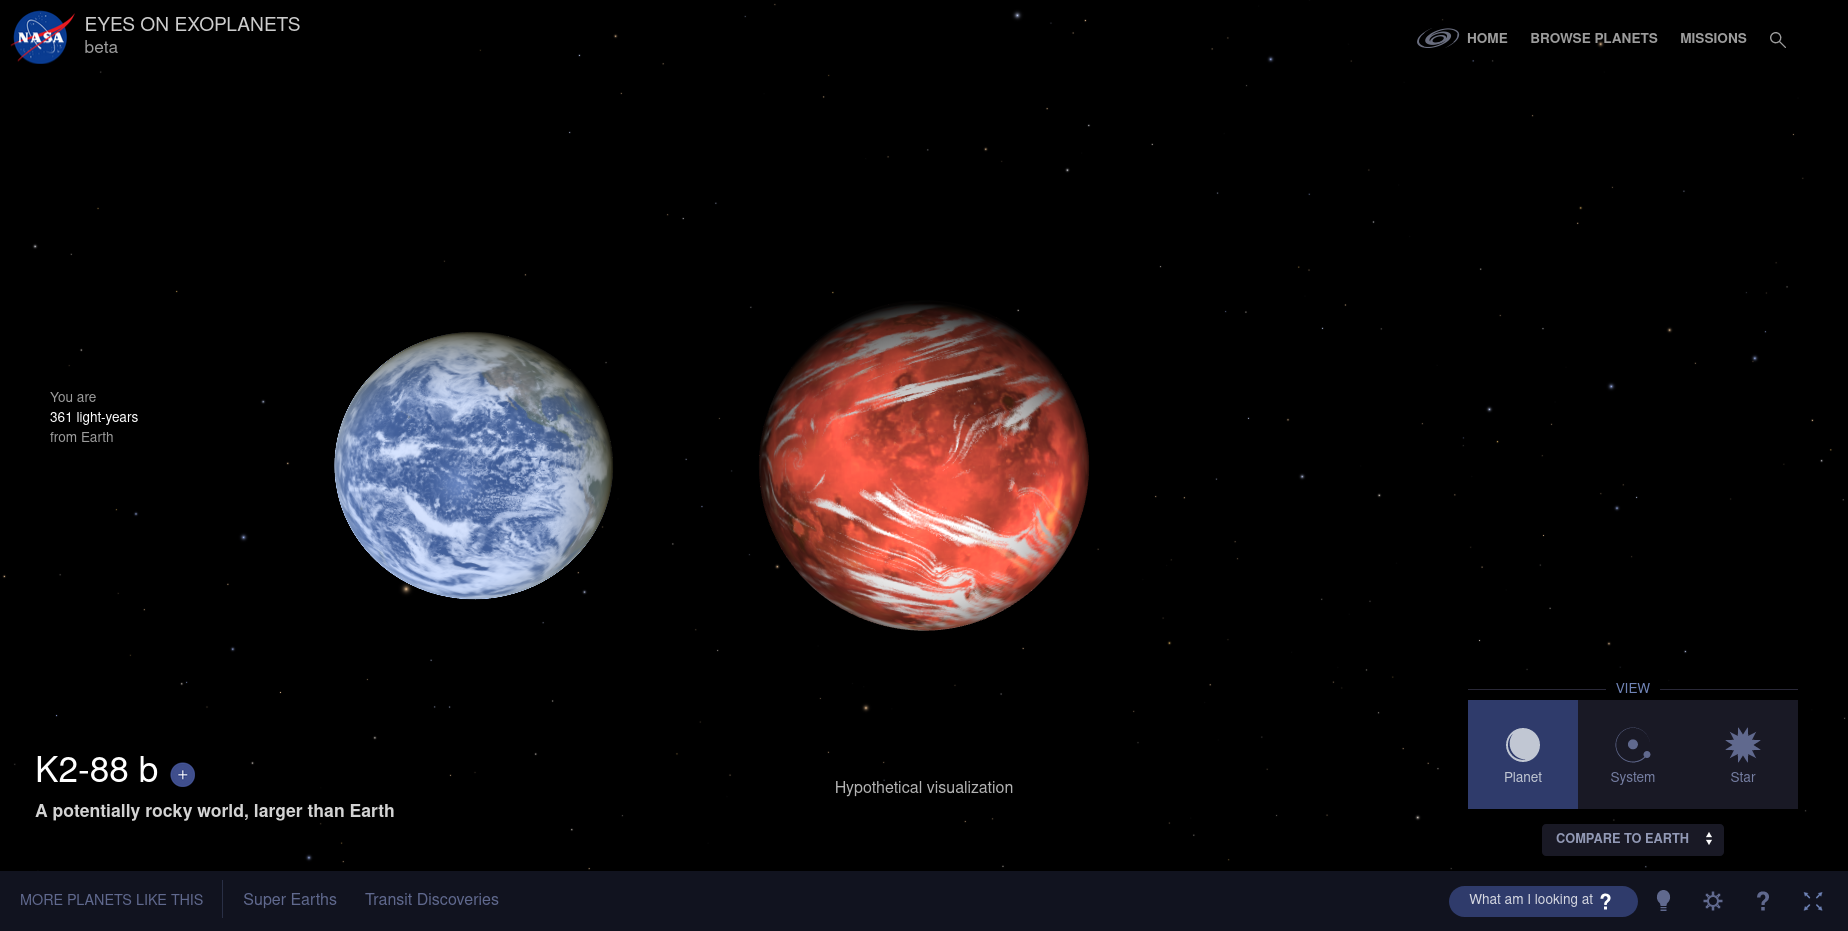 NASA
EYES ON EXOPLANETS
beta
HOME
BROWSE PLANETS
MISSIONS
You are
361 light-years
from Earth
K2-88 b +
A potentially rocky world, larger than Earth
Hypothetical visualization
VIEW
Planet
System
Star
COMPARE TO EARTH
MORE PLANETS LIKE THIS
Super Earths
Transit Discoveries
What am I looking at ?
?